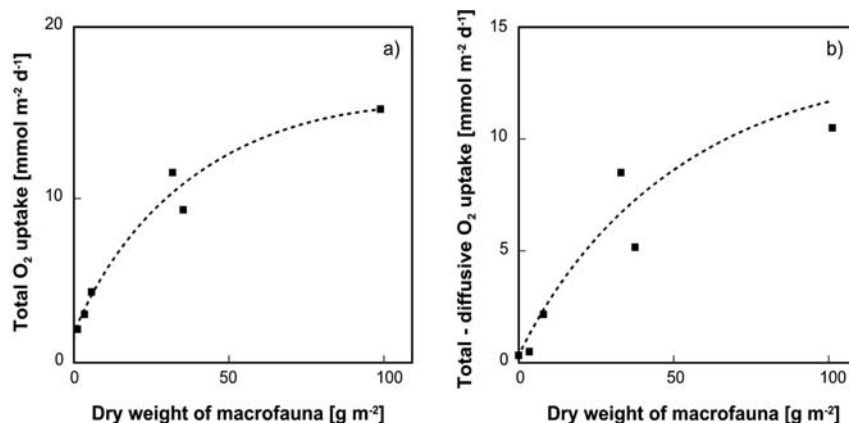 a)
Total O₂ uptake [mmol m⁻² d⁻¹]
20
10
0
0 50 100
Dry weight of macrofauna [g m⁻²]
b)
Total - diffusive O₂ uptake [mmol m⁻² d⁻¹]
15
10
5
0
0 50 100
Dry weight of macrofauna [g m⁻²]